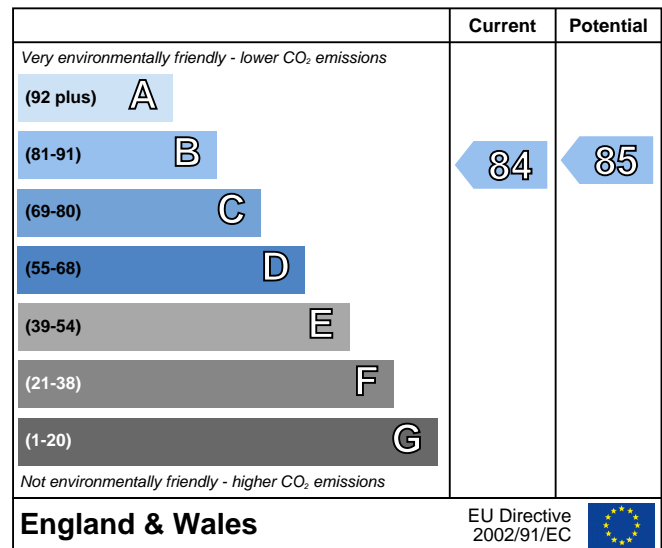 Current Potential
Very environmentally friendly - lower CO₂ emissions
(92 plus) A
(81-91) B 84 85
(69-80) C
(55-68) D
(39-54) E
(21-38) F
(1-20) G
Not environmentally friendly - higher CO₂ emissions
England & Wales
EU Directive
2002/91/EC